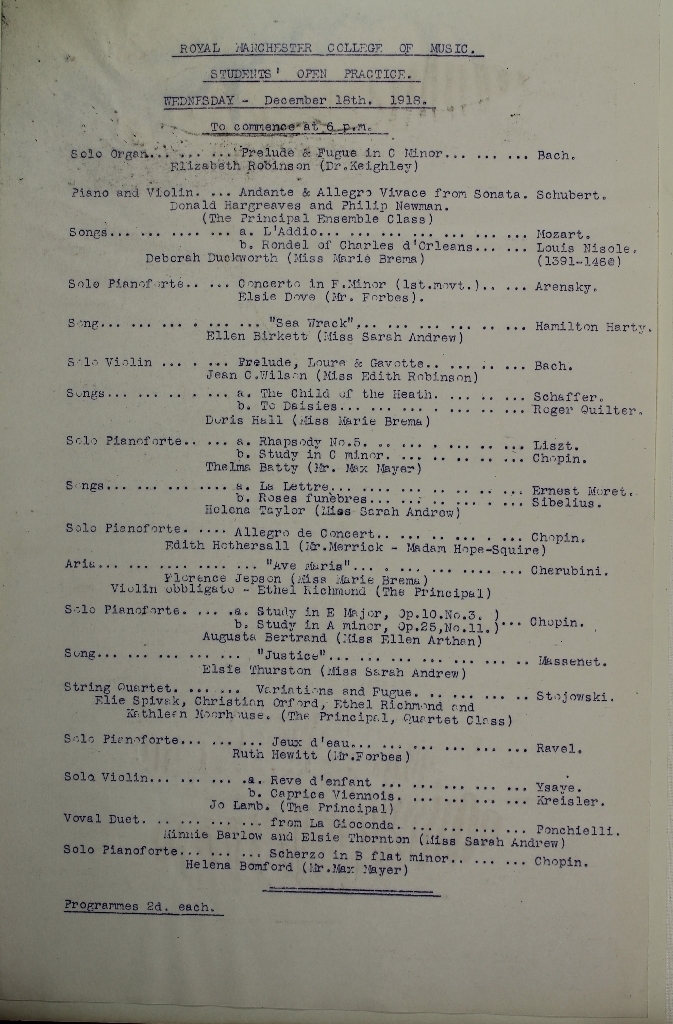 ROYAL MANCHESTER COLLEGE OF MUSIC.
STUDENTS' OPEN PRACTICE.
WEDNESDAY - December 18th. 1918.
To commence at 6 p.m.
Solo Organ... ... ... Prelude & Fugue in C Minor... ... ... Bach.
Elizabeth Robinson (Dr.Keighley)
Piano and Violin. ... Andante & Allegro Vivace from Sonata. Schubert.
Donald Hargreaves and Philip Newman.
(The Principal Ensemble Class)
Songs... ... ... ... ... a. L'Addio... ... ... ... ... ... ... Mozart.
b. Rondel of Charles d'Orleans... ... Louis Nicole.
Deborah Duckworth (Miss Marie Brema) (1391-146@)
Solo Pianoforte.. ... Concerto in F.Minor (1st.movt.).. ... Arensky.
Elsie Dove (Mr. Forbes).
Song... ... ... . ... ... "Sea Wrack"... ... ... ... ... ... Hamilton Harty.
Ellen Birkett (Miss Sarah Andrew)
Solo Violin ... . ... Prelude, Loure & Gavotte.. ... .. ... Bach.
Jean C.Wilson (Miss Edith Robinson)
Songs... ... ... . ... a. The Child of the Heath. ... ... .. Schaffer.
b. To Daisies... ... ... . ... .. ... Roger Quilter.
Doris Hall (Miss Marie Brema)
Solo Pianoforte.. ... a. Rhapsody No.5. .. ... . ... .. ... Liszt.
b. Study in C minor. ... .. .. ... ... Chopin.
Thelma Batty (Mr. Max Mayer)
Songs... ... ... .... ... a. La Lettre... .... ... .. ... .. ... Ernest Moret.
b. Roses funèbres... ... .. ... ... ... Sibelius.
Helena Taylor (Miss Sarah Andrew)
Solo Pianoforte. .... Allegro de Concert.. ... ... ... ... Chopin.
Edith Hothersall (Mr.Merrick - Madam Hope-Squire)
Aria... ... ... .... ... "Ave Maria"... . ... ... ... .... ... Cherubini.
Florence Jepson (Miss Marie Brema)
Violin obbligato - Ethel Richmond (The Principal)
Solo Pianoforte. ... .a. Study in E Major, Op.10.No.3. )
b. Study in A minor, Op.25,No.11.)... Chopin.
Augusta Bertrand (Miss Ellen Arthan)
Song... ... ... ... ... "Justice"... ... ... ... ... ... .. Massenet.
Elsie Thurston (Miss Sarah Andrew)
String Quartet. ... ... Variations and Fugue. .. ... ... .. Stojowski.
Elie Spivak, Christian Orford, Ethel Richmond and
Kathleen Moorhouse. (The Principal, Quartet Class)
Solo Pianoforte... ... ... Jeux d'eau... ... ... ... ... ... Ravel.
Ruth Hewitt (Mr.Forbes)
Solo Violin... ... ... .a. Reve d'enfant ... ... ... ... ... Ysaye.
b. Caprice Viennois. ... ... ... ... Kreisler.
Jo Lamb. (The Principal)
Voval Duet. .. ... ... ... from La Gioconda. ... ... ... ... Ponchielli.
Minnie Barlow and Elsie Thornton (Miss Sarah Andrew)
Solo Pianoforte... ... ... Scherzo in B flat minor.. .. ... ... Chopin.
Helena Bomford (Mr.Max Mayer)
Programmes 2d. each.